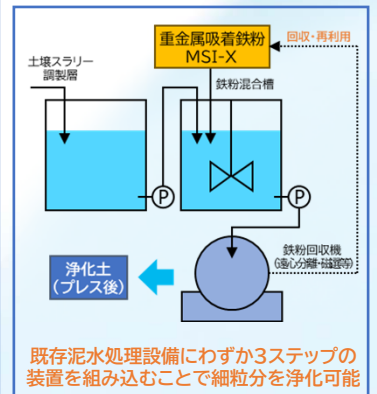 重金属吸着鉄粉
MSI-X
回収・再利用
土壌スラリー
調製層
鉄粉混合槽
P
P
鉄粉回収機
(遠心分離・磁選等)
浄化土
(プレス後)
既存泥水処理設備にわずか3ステップの
装置を組み込むことで細粒分を浄化可能